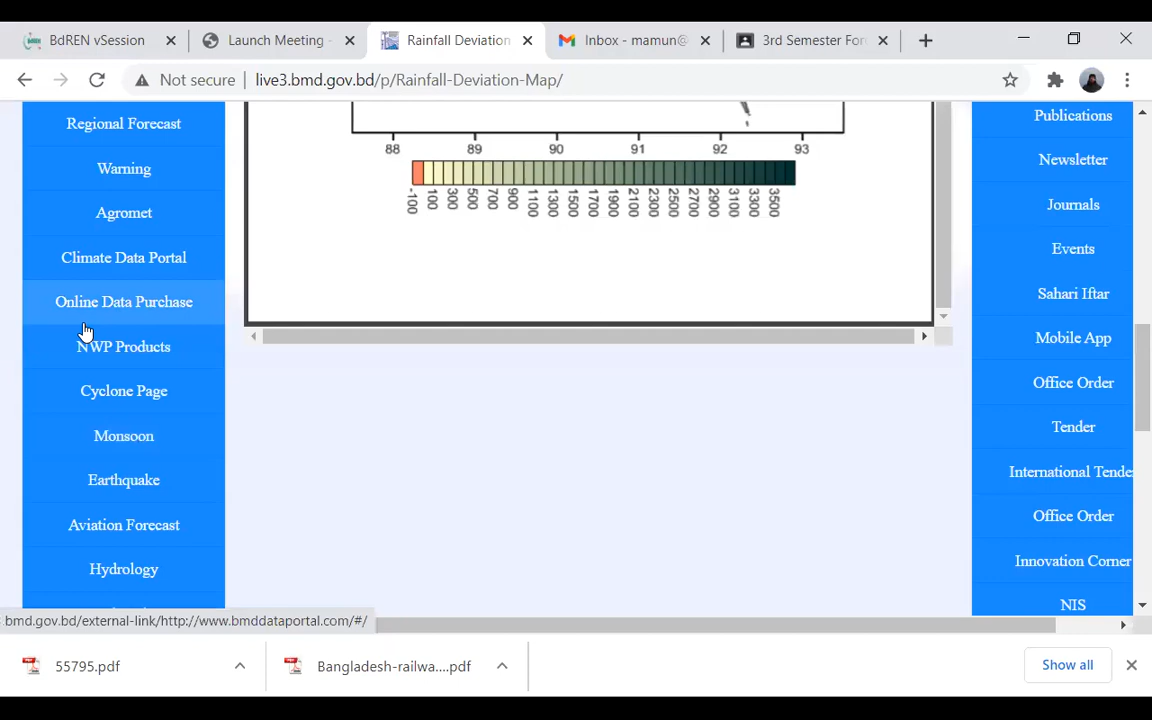 BdREN vSession
Launch Meeting -
Rainfall Deviation
Inbox - mamun@
3rd Semester For
Not secure
live3.bmd.gov.bd/p/Rainfall-Deviation-Map/
Regional Forecast
Warning
Agromet
Climate Data Portal
Online Data Purchase
NWP Products
Cyclone Page
Monsoon
Earthquake
Aviation Forecast
Hydrology
88 89 90 91 92 93
-100 100 300 500 700 900 1100 1300 1500 1700 1900 2100 2300 2500 2700 2900 3100 3300 3500
Publications
Newsletter
Journals
Events
Sahari Iftar
Mobile App
Office Order
Tender
International Tende
Office Order
Innovation Corner
NIS
bmd.gov.bd/external-link/http://www.bmddataportal.com/#/
55795.pdf
Bangladesh-railwa....pdf
Show all